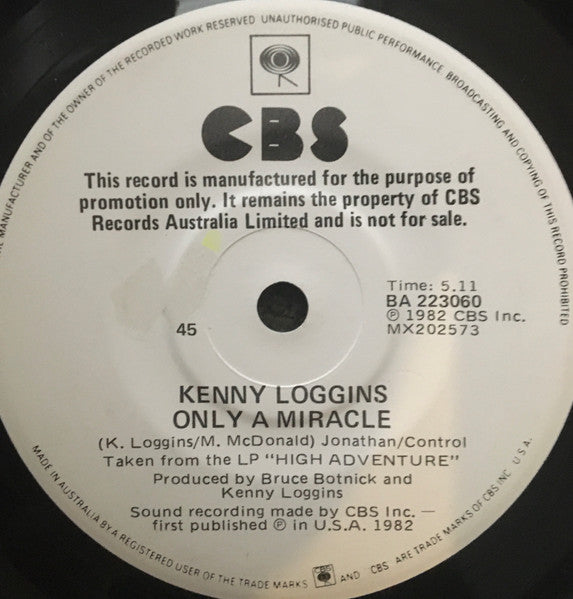 MANUFACTURER AND OF THE OWNER OF THE RECORDED WORK RESERVED UNAUTHORISED PUBLIC PERFORMANCE BROADCASTING AND COPYING OF THIS RECORD PROHIBITED
CBS
This record is manufactured for the purpose of
promotion only. It remains the property of CBS
Records Australia Limited and is not for sale.
Time: 5.11
BA 223060
45
℗ 1982 CBS Inc.
MX202573
KENNY LOGGINS
ONLY A MIRACLE
(K. Loggins/M. McDonald) Jonathan/Control
Taken from the LP "HIGH ADVENTURE"
Produced by Bruce Botnick and
Kenny Loggins
Sound recording made by CBS Inc. —
first published ℗ in U.S.A. 1982
MADE IN AUSTRALIA BY A REGISTERED USER OF THE TRADE MARKS CBS AND CBS ARE TRADE MARKS OF CBS INC U.S.A.